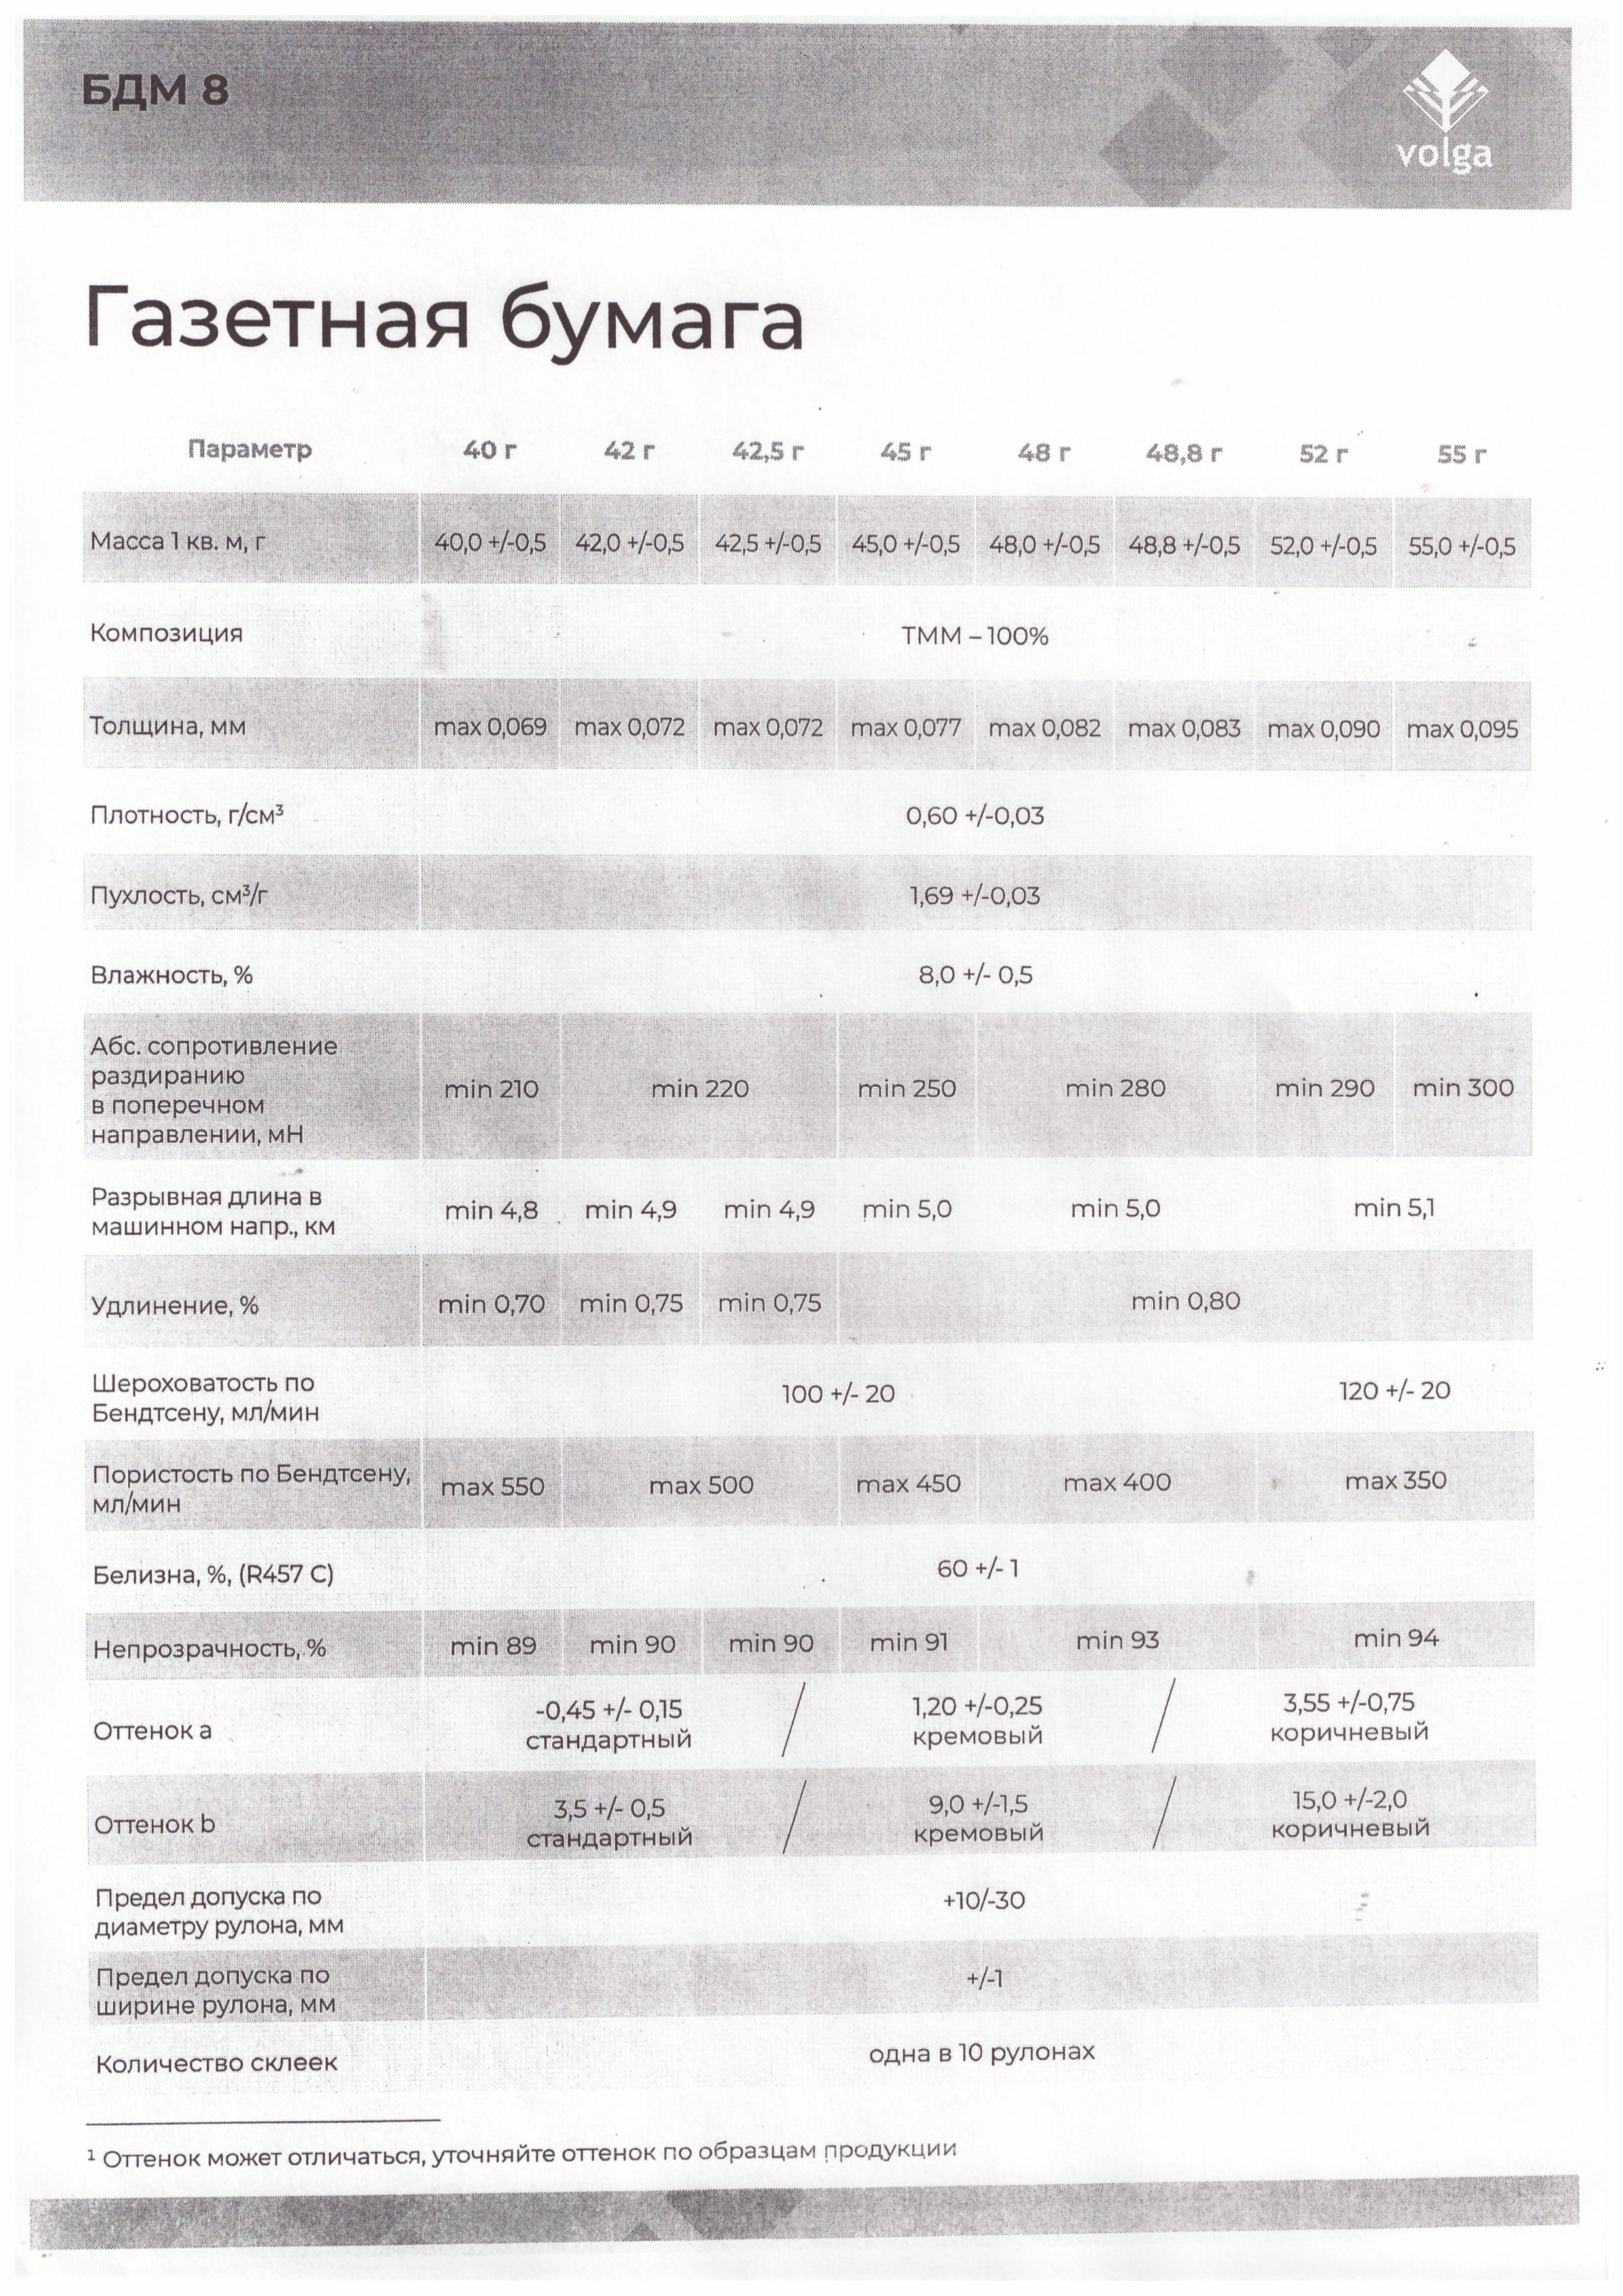 БДМ 8
volga
Газетная бумага
Параметр 40 г 42 г 42,5 г 45 г 48 г 48,8 г 52 г 55 г
Масса 1 кв. м, г 40,0 +/-0,5 42,0 +/-0,5 42,5 +/-0,5 45,0 +/-0,5 48,0 +/-0,5 48,8 +/-0,5 52,0 +/-0,5 55,0 +/-0,5
Композиция ТММ – 100%
Толщина, мм max 0,069 max 0,072 max 0,072 max 0,077 max 0,082 max 0,083 max 0,090 max 0,095
Плотность, г/см³ 0,60 +/-0,03
Пухлость, см³/г 1,69 +/-0,03
Влажность, % 8,0 +/- 0,5
Абс. сопротивление
раздиранию
в поперечном
направлении, мН
min 210 min 220 min 250 min 280 min 290 min 300
Разрывная длина в
машинном напр., км
min 4,8 min 4,9 min 4,9 min 5,0 min 5,0 min 5,1
Удлинение, % min 0,70 min 0,75 min 0,75 min 0,80
Шероховатость по
Бендтсену, мл/мин
100 +/- 20 120 +/- 20
Пористость по Бендтсену,
мл/мин
max 550 max 500 max 450 max 400 max 350
Белизна, %, (R457 C) 60 +/- 1
Непрозрачность, % min 89 min 90 min 90 min 91 min 93 min 94
Оттенок a
-0,45 +/- 0,15 / 1,20 +/-0,25 / 3,55 +/-0,75
стандартный кремовый коричневый
Оттенок b
3,5 +/- 0,5 / 9,0 +/-1,5 / 15,0 +/-2,0
стандартный кремовый коричневый
Предел допуска по
диаметру рулона, мм
+10/-30
Предел допуска по
ширине рулона, мм
+/-1
Количество склеек одна в 10 рулонах
¹ Оттенок может отличаться, уточняйте оттенок по образцам продукции